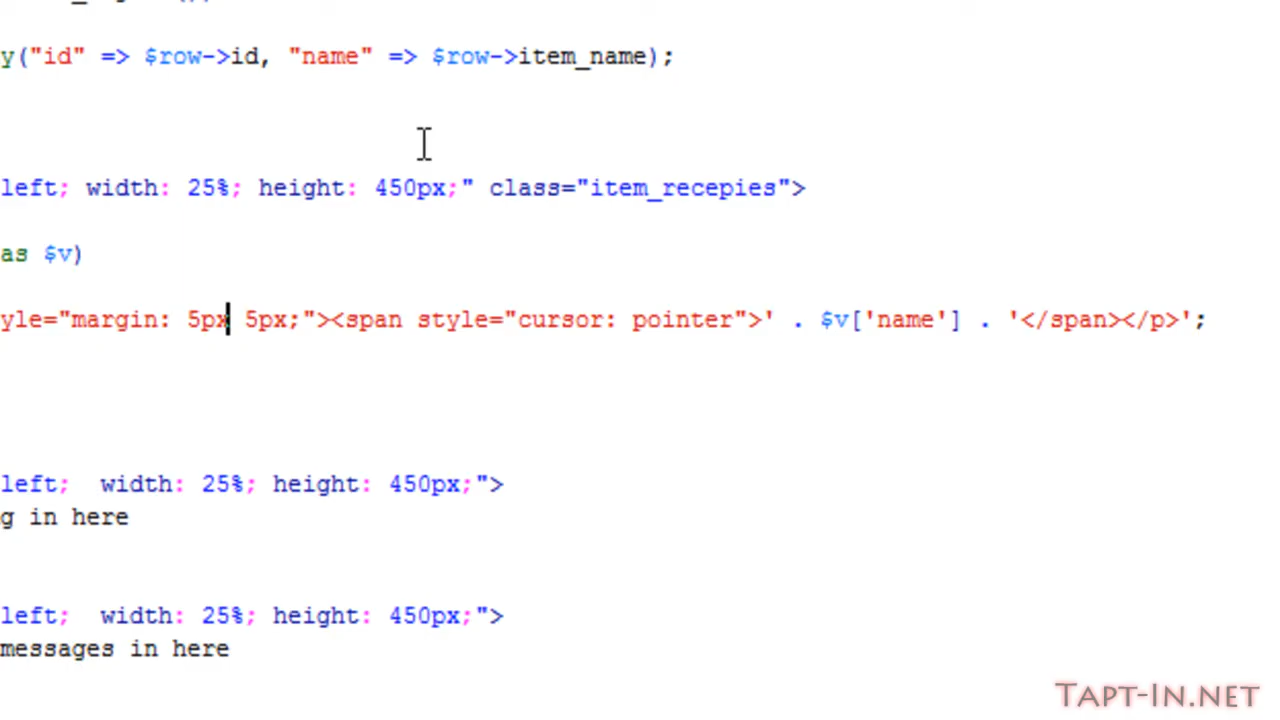 y("id" => $row->id, "name" => $row->item_name);
left; width: 25%; height: 450px;" class="item_recepies">
as $v)
yle="margin: 5px 5px;"><span style="cursor: pointer">' . $v['name'] . '</span></p>';
left;  width: 25%; height: 450px;">
g in here
left;  width: 25%; height: 450px;">
messages in here
Tapt-In.net